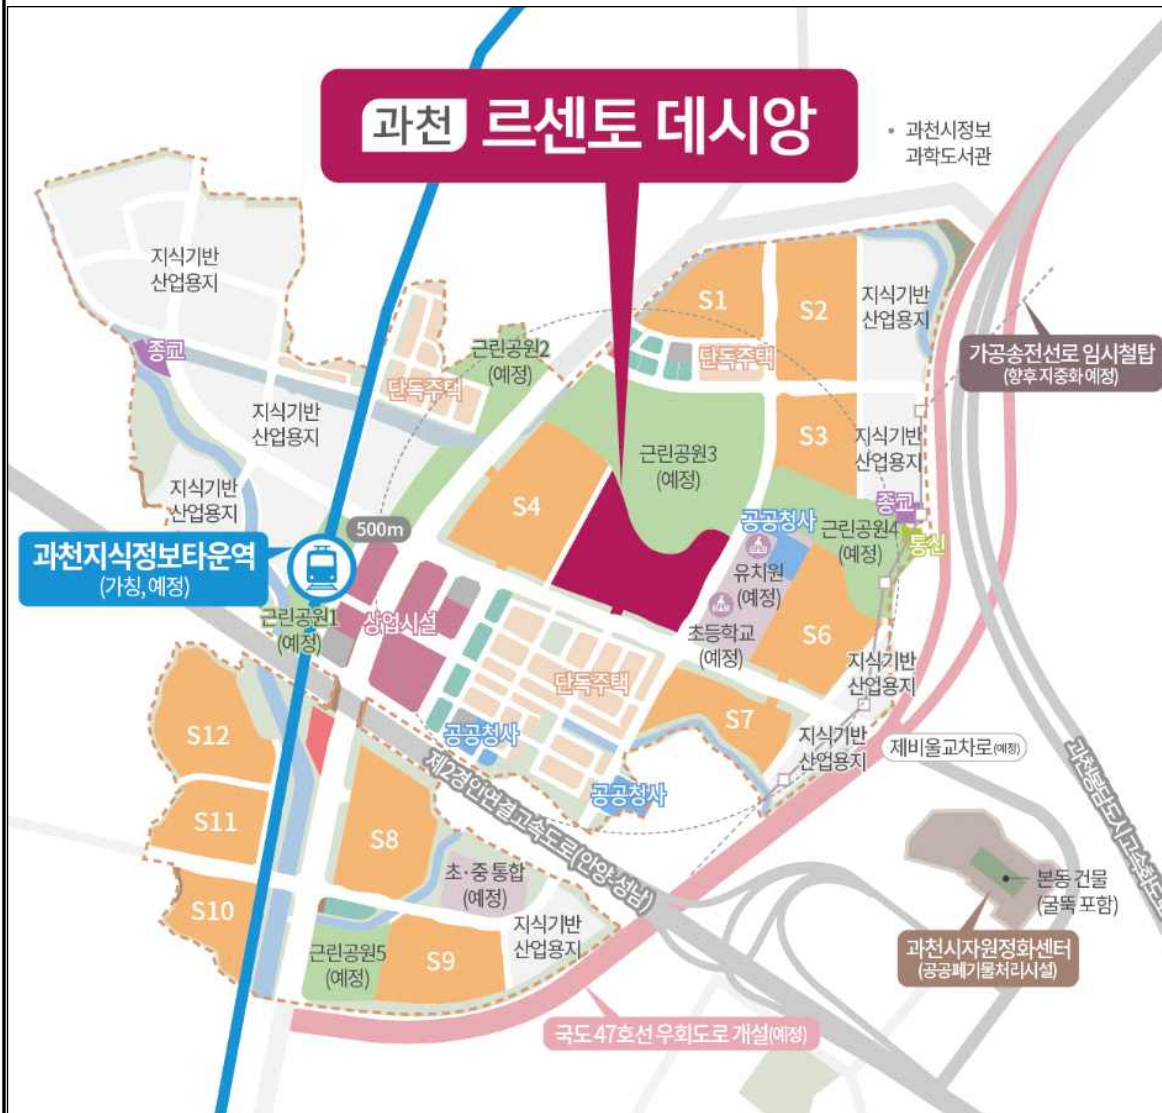 과천 르센토 데시앙
• 과천시정보
과학도서관
지식기반
산업용지
S1
S2
지식기반
산업용지
종교
근린공원2
(예정)
단독주택
단독주택
가공송전선로 임시철탑
(향후 지중화 예정)
지식기반
산업용지
근린공원3
(예정)
S3
지식기반
산업용지
지식기반
산업용지
S4
500m
공공청사
근린공원4
(예정)
종교
통신
과천지식정보타운역
(가칭, 예정)
유치원
(예정)
근린공원1
(예정)
상업시설
초등학교
(예정)
S6
지식기반
산업용지
단독주택
S7
S12
공공청사
지식기반
산업용지
제비울교차로(예정)
공공청사
제2경인연결고속도로(안양-성남)
과천봉담도시고속화도로
S11
S8
초·중 통합
(예정)
본동 건물
(굴뚝 포함)
S10
지식기반
산업용지
근린공원5
(예정)
S9
과천시자원정화센터
(공공폐기물처리시설)
국도 47호선 우회도로 개설(예정)